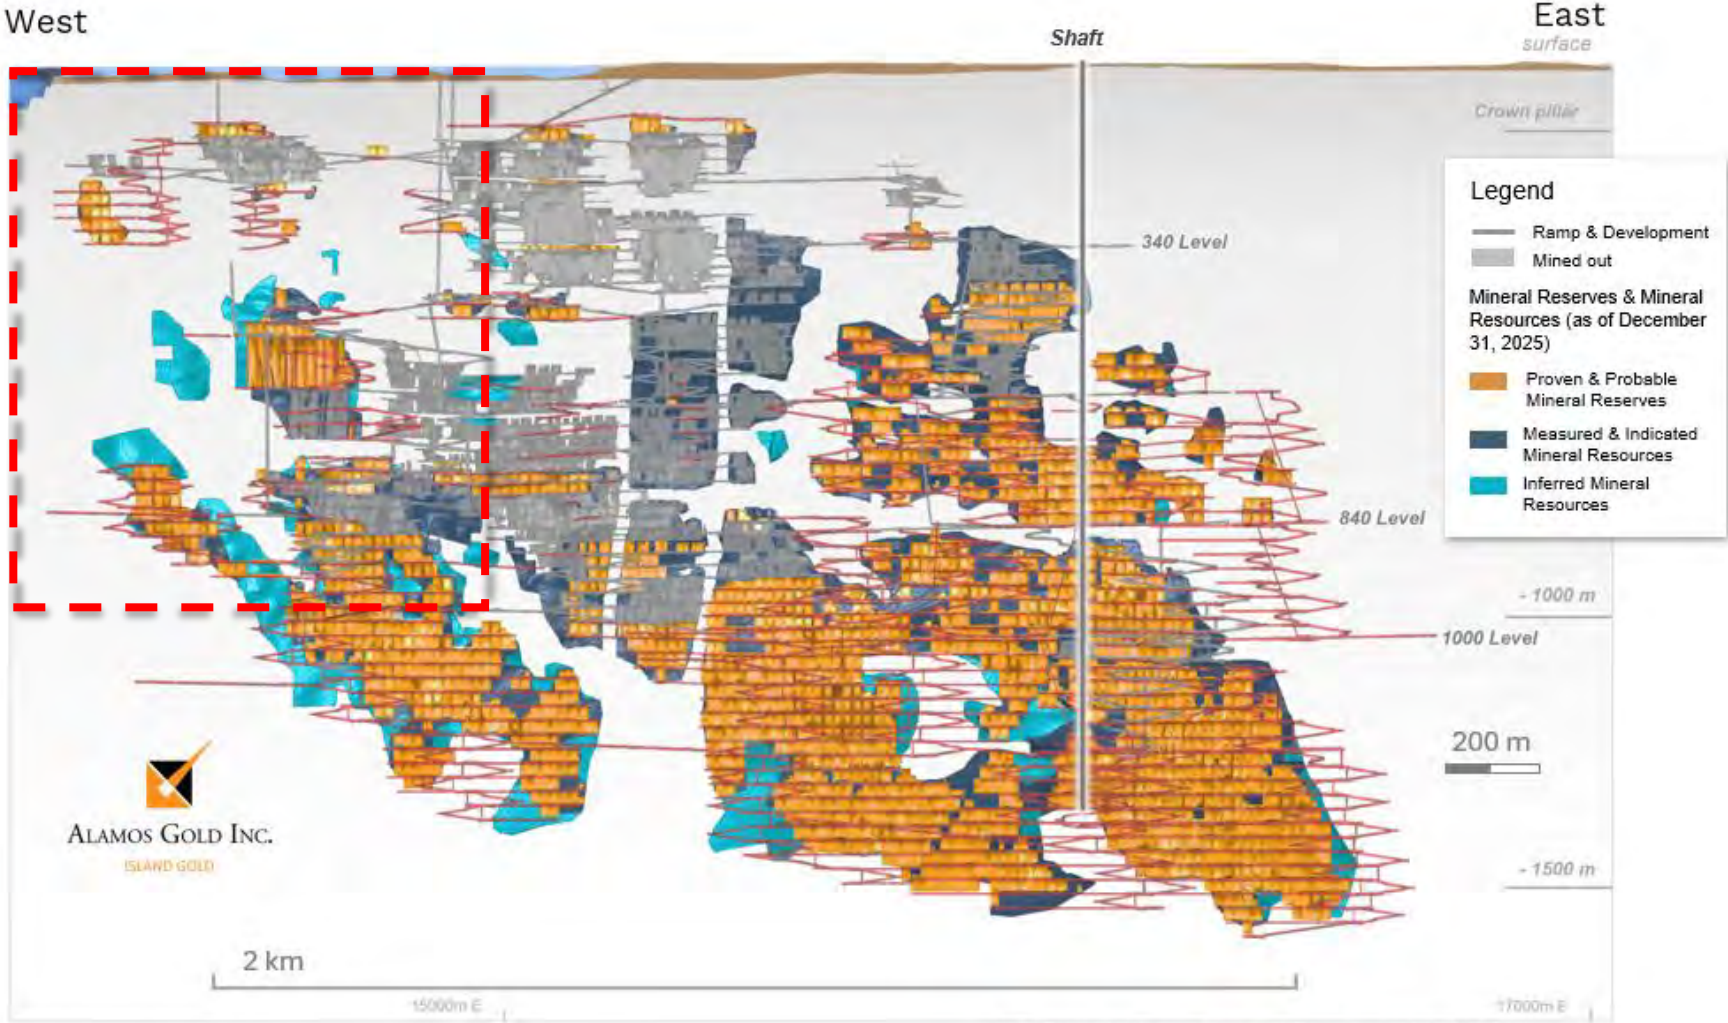 West
East
surface
Shaft
Crown pillar
Legend
Ramp & Development
Mined out
Mineral Reserves & Mineral
Resources (as of December
31, 2025)
Proven & Probable
Mineral Reserves
Measured & Indicated
Mineral Resources
Inferred Mineral
Resources
340 Level
840 Level
- 1000 m
1000 Level
200 m
- 1500 m
ALAMOS GOLD INC.
ISLAND GOLD
2 km
15000m E
17000m E